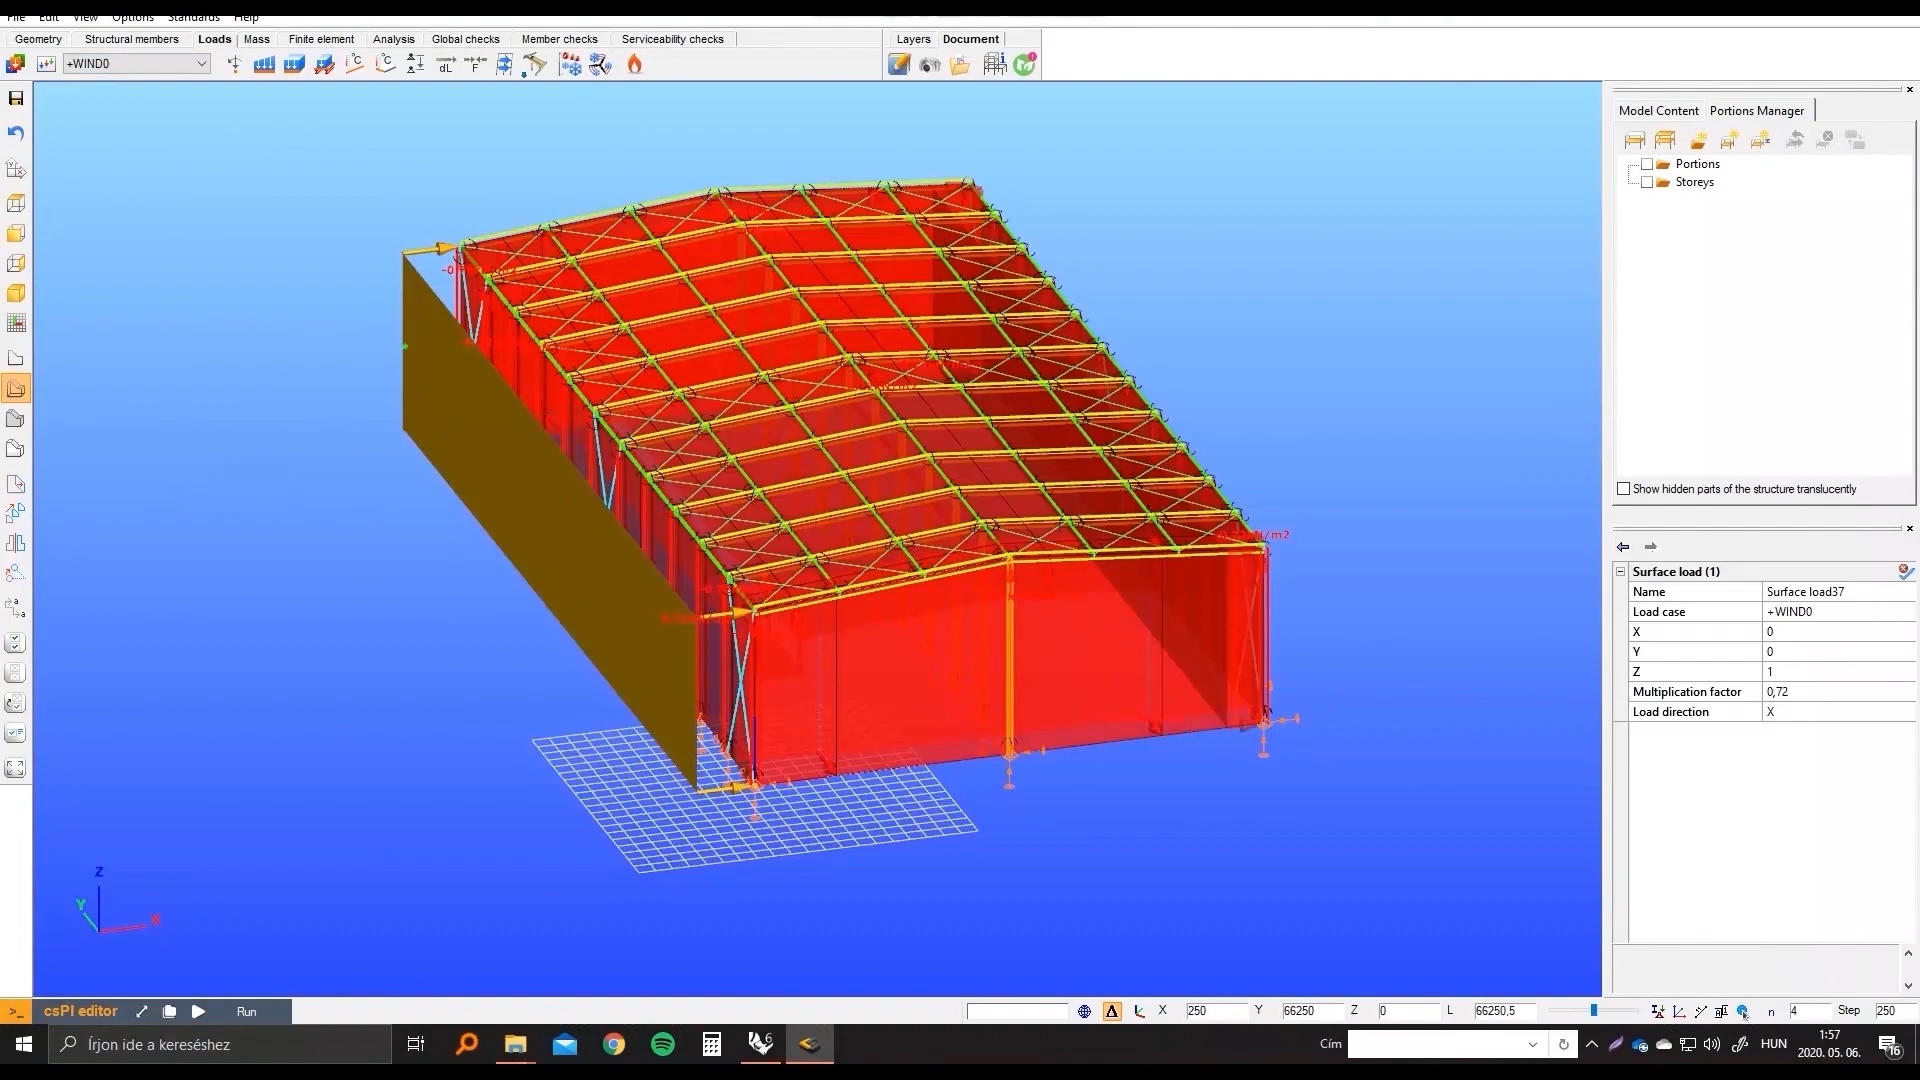 File Edit View Options Standards Help
Geometry Structural members Loads Mass Finite element Analysis Global checks Member checks Serviceability checks Layers Document
+WIND0
Model Content Portions Manager
Portions
Storeys
Show hidden parts of the structure translucently
Surface load (1)
Name Surface load37
Load case +WIND0
X 0
Y 0
Z 1
Multiplication factor 0,72
Load direction X
Z
Y
X
>_ csPI editor Run X 250 Y 66250 Z 0 L 66250,5 n 4 Step 250
Írjon ide a kereséshez Cím HUN 1:57
2020. 05. 06. 16